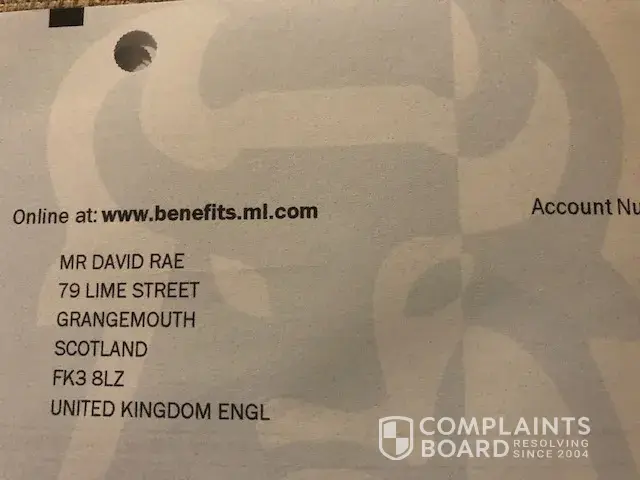 Online at: www.benefits.ml.com
Account Nu
MR DAVID RAE
79 LIME STREET
GRANGEMOUTH
SCOTLAND
FK3 8LZ
UNITED KINGDOM ENGL
COMPLAINTS
BOARD RESOLVING
SINCE 2004